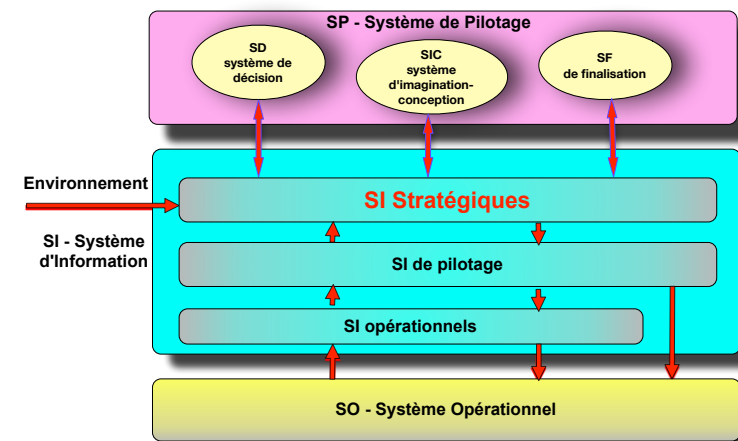 SP - Système de Pilotage
SD
système de
décision
SIC
système
d'imagination-
conception
SF
de finalisation
Environnement
SI Stratégiques
SI - Système
d'Information
SI de pilotage
SI opérationnels
SO - Système Opérationnel